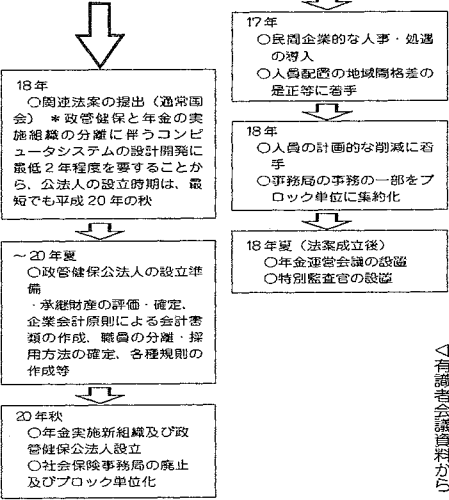 18年
○関連法案の提出（通常国
会） ＊政管健保と年金の実
施組織の分離に伴うコンピ
ュータシステムの設計開発に
最低２年程度を要することか
ら、公法人の設立時期は、最
短でも平成20年の秋
～20年夏
○政管健保公法人の設立準
備
・承継財産の評価・確定、
企業会計原則による会計書
類の作成、職員の分離・採
用方法の確定、各種規則の
作成等
20年秋
○年金実施新組織及び政
管健保公法人設立
○社会保険事務局の廃止
及びブロック単位化
17年
○民間企業的な人事・処遇
の導入
○人員配置の地域間格差の
是正等に着手
18年
○人員の計画的な削減に着
手
○事務局の事務の一部をブ
ロック単位に集約化
18年夏（法案成立後）
○年金運営会議の設置
○特別監査官の設置
◁有識者会議資料から